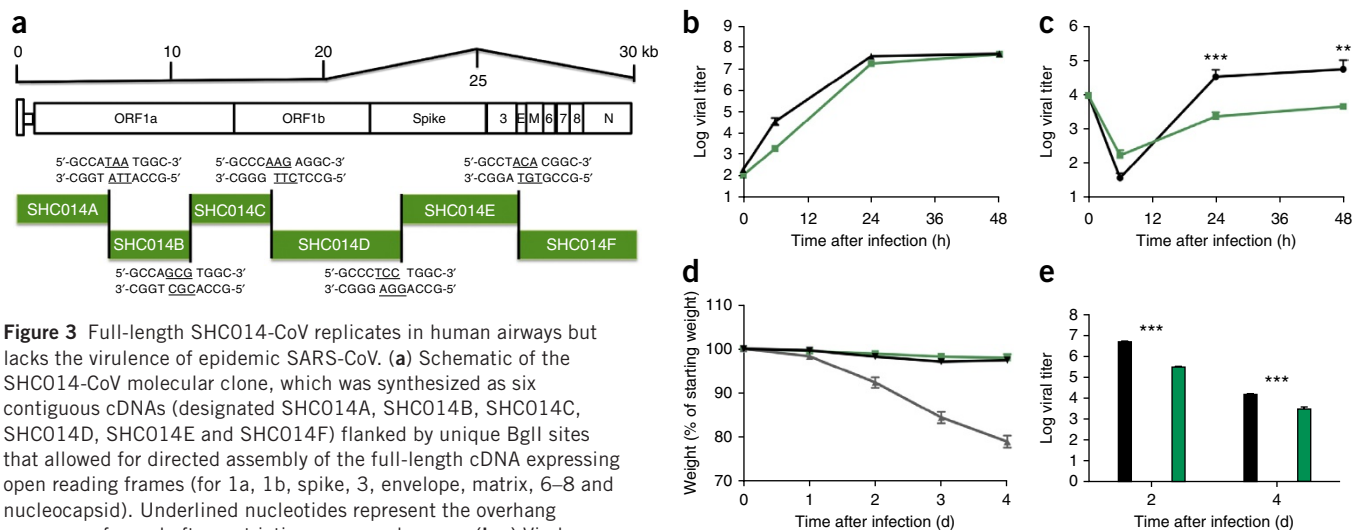 a
0 10 20 30 kb
25
ORF1a ORF1b Spike 3 E M 6 7 8 N
5′-GCCATAA TGGC-3′ 5′-GCCCAAG AGGC-3′ 5′-GCCTACA CGGC-3′
3′-CGGT ATTACCG-5′ 3′-CGGG TTCTCCG-5′ 3′-CGGA TGTGCCG-5′
SHC014A SHC014C SHC014E
SHC014B SHC014D SHC014F
5′-GCCAGCG TGGC-3′ 5′-GCCCTCC TGGC-3′
3′-CGGT CGCACCG-5′ 3′-CGGG AGGACCG-5′
Figure 3 Full-length SHC014-CoV replicates in human airways but
lacks the virulence of epidemic SARS-CoV. (a) Schematic of the
SHC014-CoV molecular clone, which was synthesized as six
contiguous cDNAs (designated SHC014A, SHC014B, SHC014C,
SHC014D, SHC014E and SHC014F) flanked by unique BglI sites
that allowed for directed assembly of the full-length cDNA expressing
open reading frames (for 1a, 1b, spike, 3, envelope, matrix, 6–8 and
nucleocapsid). Underlined nucleotides represent the overhang
b
Log viral titer
9
8
7
6
5
4
3
2
1
0 12 24 36 48
Time after infection (h)
c
Log viral titer
6
5
4
3
2
1
*** **
0 12 24 36 48
Time after infection (h)
d
Weight (% of starting weight)
110
100
90
80
70
0 1 2 3 4
Time after infection (d)
e
Log viral titer
8
7
6
5
4
3
2
1
0
***
***
2 4
Time after infection (d)